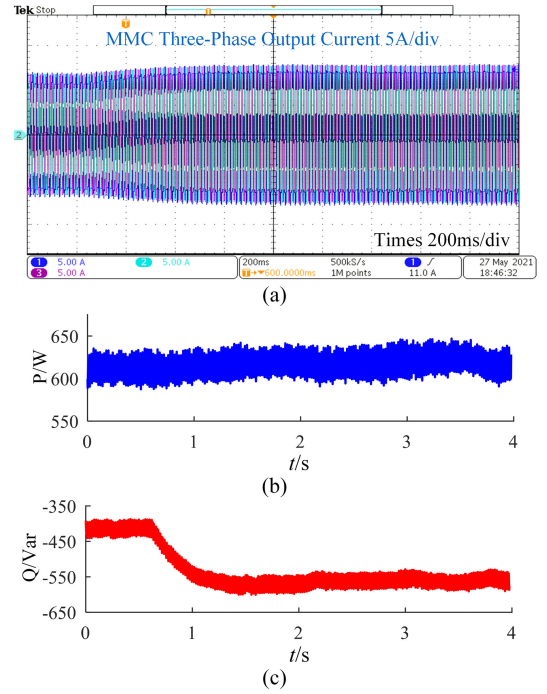 Tek Stop
T
T
MMC Three-Phase Output Current 5A/div
2
Times 200ms/div
1 5.00 A 2 5.00 A 200ms 500kS/s 1 27 May 2021
3 5.00 A T→▼600.0000ms 1M points 11.0 A 18:46:32
(a)
650
600
550
P/W
0 1 2 3 4
t/s
(b)
-350
-450
-550
-650
Q/Var
0 1 2 3 4
t/s
(c)